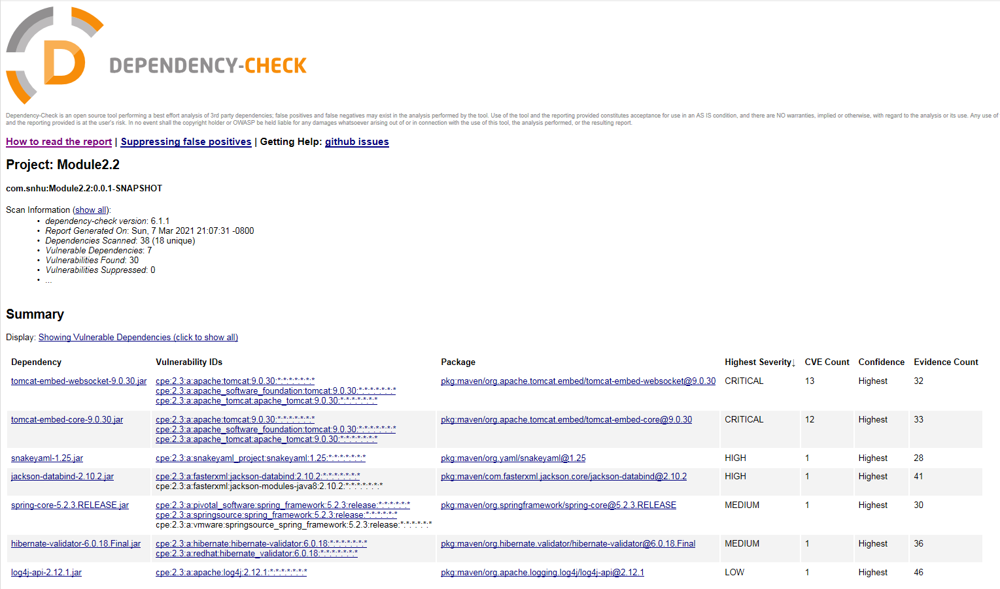 D
DEPENDENCY-CHECK
Dependency-Check is an open source tool performing a best effort analysis of 3rd party dependencies; false positives and false negatives may exist in the analysis performed by the tool. Use of the tool and the reporting provided constitutes acceptance for use in an AS IS condition, and there are NO warranties, implied or otherwise, with regard to the analysis or its use. Any use of
and the reporting provided is at the user's risk. In no event shall the copyright holder or OWASP be held liable for any damages whatsoever arising out of or in connection with the use of this tool, the analysis performed, or the resulting report.
How to read the report | Suppressing false positives | Getting Help: github issues
Project: Module2.2
com.snhu:Module2.2:0.0.1-SNAPSHOT
Scan Information (show all):
• dependency-check version: 6.1.1
• Report Generated On: Sun, 7 Mar 2021 21:07:31 -0800
• Dependencies Scanned: 38 (18 unique)
• Vulnerable Dependencies: 7
• Vulnerabilities Found: 30
• Vulnerabilities Suppressed: 0
• ...
Summary
Display: Showing Vulnerable Dependencies (click to show all)
Dependency Vulnerability IDs Package Highest Severity↓ CVE Count Confidence Evidence Count
tomcat-embed-websocket-9.0.30.jar cpe:2.3:a:apache:tomcat:9.0.30:*:*:*:*:*:*:* pkg:maven/org.apache.tomcat.embed/tomcat-embed-websocket@9.0.30 CRITICAL 13 Highest 32
cpe:2.3:a:apache_software_foundation:tomcat:9.0.30:*:*:*:*:*:*:*
cpe:2.3:a:apache_tomcat:apache_tomcat:9.0.30:*:*:*:*:*:*:*
tomcat-embed-core-9.0.30.jar cpe:2.3:a:apache:tomcat:9.0.30:*:*:*:*:*:*:* pkg:maven/org.apache.tomcat.embed/tomcat-embed-core@9.0.30 CRITICAL 12 Highest 33
cpe:2.3:a:apache_software_foundation:tomcat:9.0.30:*:*:*:*:*:*:*
cpe:2.3:a:apache_tomcat:apache_tomcat:9.0.30:*:*:*:*:*:*:*
snakeyaml-1.25.jar cpe:2.3:a:snakeyaml_project:snakeyaml:1.25:*:*:*:*:*:*:* pkg:maven/org.yaml/snakeyaml@1.25 HIGH 1 Highest 28
jackson-databind-2.10.2.jar cpe:2.3:a:fasterxml:jackson-databind:2.10.2:*:*:*:*:*:*:* pkg:maven/com.fasterxml.jackson.core/jackson-databind@2.10.2 HIGH 1 Highest 41
cpe:2.3:a:fasterxml:jackson-modules-java8:2.10.2:*:*:*:*:*:*:*
spring-core-5.2.3.RELEASE.jar cpe:2.3:a:pivotal_software:spring_framework:5.2.3:release:*:*:*:*:*:* pkg:maven/org.springframework/spring-core@5.2.3.RELEASE MEDIUM 1 Highest 30
cpe:2.3:a:springsource:spring_framework:5.2.3:release:*:*:*:*:*:*
cpe:2.3:a:vmware:springsource_spring_framework:5.2.3:release:*:*:*:*:*:*
hibernate-validator-6.0.18.Final.jar cpe:2.3:a:hibernate:hibernate-validator:6.0.18:*:*:*:*:*:*:* pkg:maven/org.hibernate.validator/hibernate-validator@6.0.18.Final MEDIUM 1 Highest 36
cpe:2.3:a:redhat:hibernate_validator:6.0.18:*:*:*:*:*:*:*
log4j-api-2.12.1.jar cpe:2.3:a:apache:log4j:2.12.1:*:*:*:*:*:*:* pkg:maven/org.apache.logging.log4j/log4j-api@2.12.1 LOW 1 Highest 46